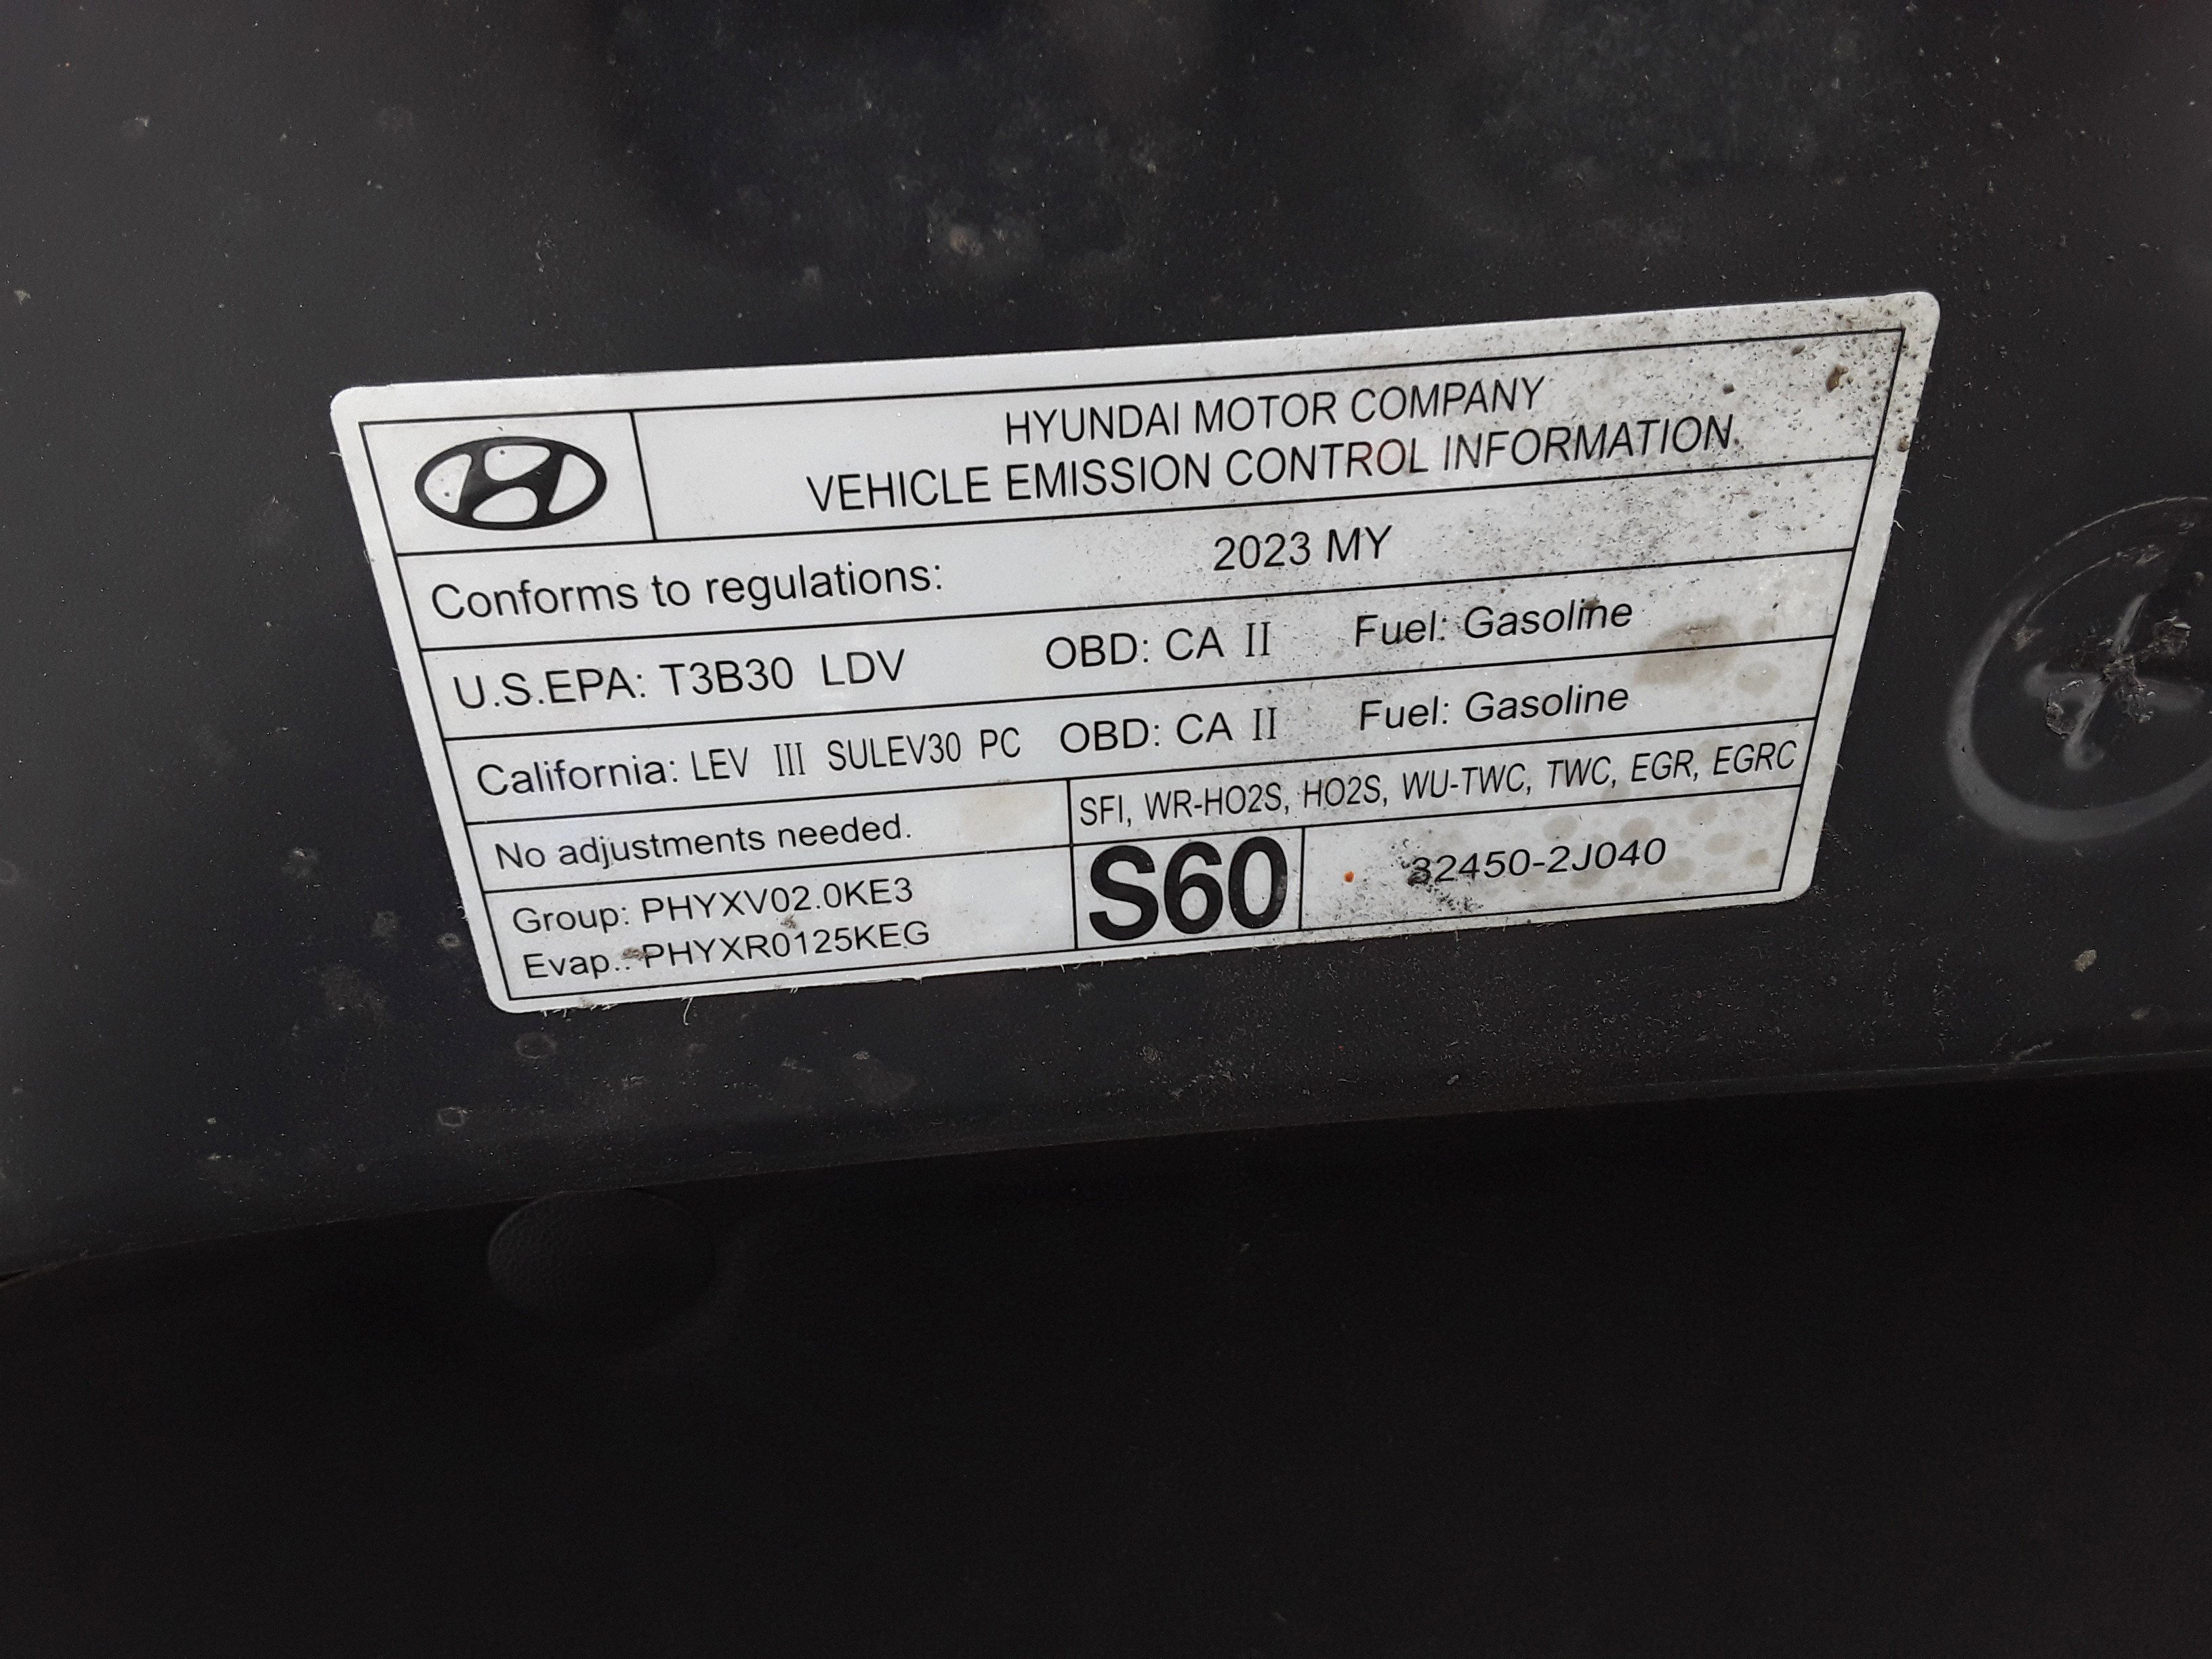 HYUNDAI MOTOR COMPANY
VEHICLE EMISSION CONTROL INFORMATION
Conforms to regulations: 2023 MY
U.S.EPA: T3B30 LDV OBD: CA II Fuel: Gasoline
California: LEV III SULEV30 PC OBD: CA II Fuel: Gasoline
No adjustments needed.
SFI, WR-HO2S, HO2S, WU-TWC, TWC, EGR, EGRC
Group: PHYXV02.0KE3
Evap.: PHYXR0125KEG
S60
32450-2J040